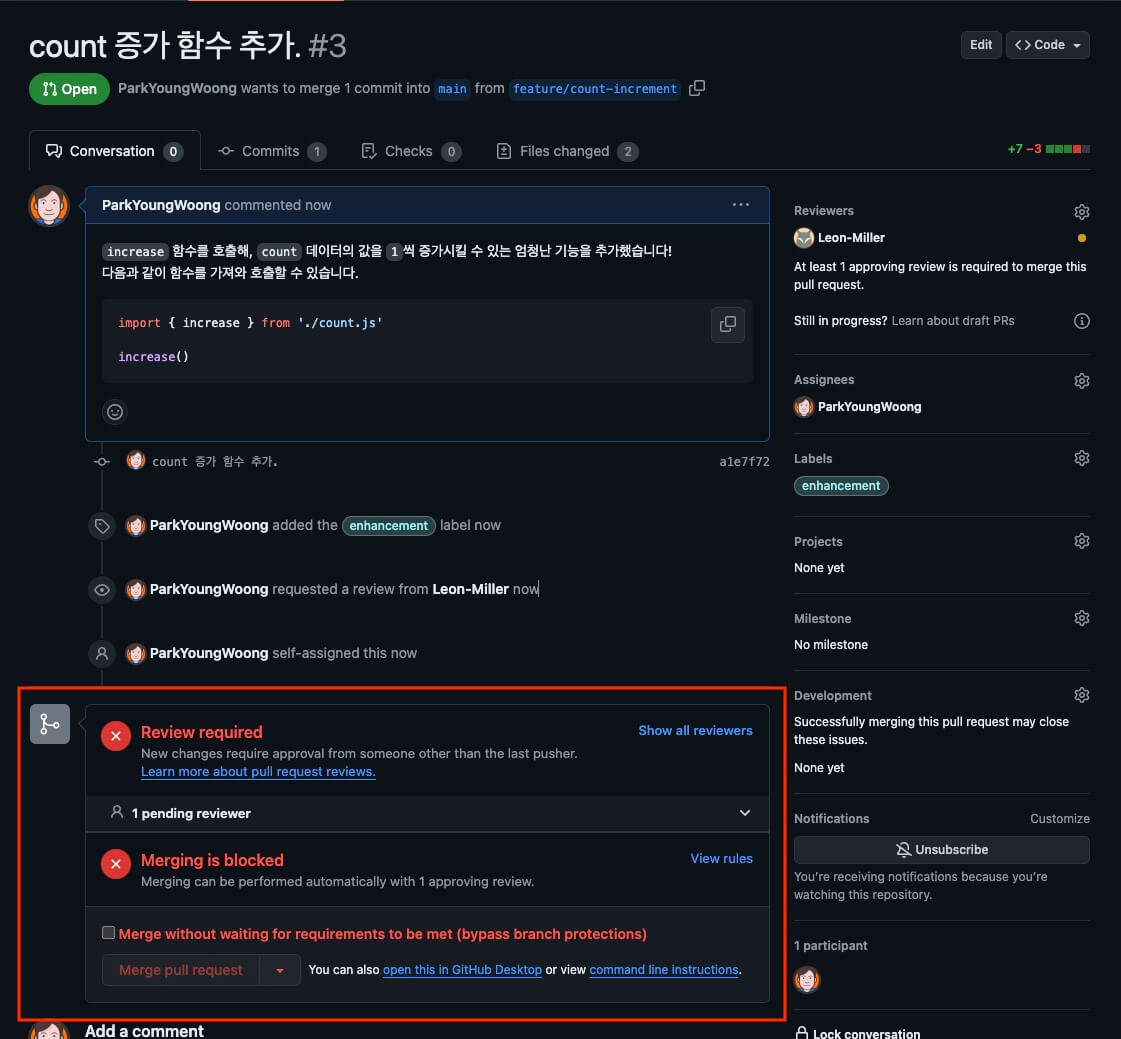 count 증가 함수 추가. #3
Edit
Code
Open
ParkYoungWoong wants to merge 1 commit into main from feature/count-increment
Conversation 0
Commits 1
Checks 0
Files changed 2
+7 −3
ParkYoungWoong commented now
increase 함수를 호출해, count 데이터의 값을 1 씩 증가시킬 수 있는 엄청난 기능을 추가했습니다!
다음과 같이 함수를 가져와 호출할 수 있습니다.
import { increase } from './count.js'
increase()
count 증가 함수 추가.
a1e7f72
ParkYoungWoong added the enhancement label now
ParkYoungWoong requested a review from Leon-Miller now
ParkYoungWoong self-assigned this now
Review required
Show all reviewers
New changes require approval from someone other than the last pusher.
Learn more about pull request reviews.
1 pending reviewer
Merging is blocked
View rules
Merging can be performed automatically with 1 approving review.
Merge without waiting for requirements to be met (bypass branch protections)
Merge pull request
You can also open this in GitHub Desktop or view command line instructions.
Add a comment
Reviewers
Leon-Miller
At least 1 approving review is required to merge this
pull request.
Still in progress? Learn about draft PRs
Assignees
ParkYoungWoong
Labels
enhancement
Projects
None yet
Milestone
No milestone
Development
Successfully merging this pull request may close
these issues.
None yet
Notifications
Customize
Unsubscribe
You're receiving notifications because you're
watching this repository.
1 participant
Lock conversation